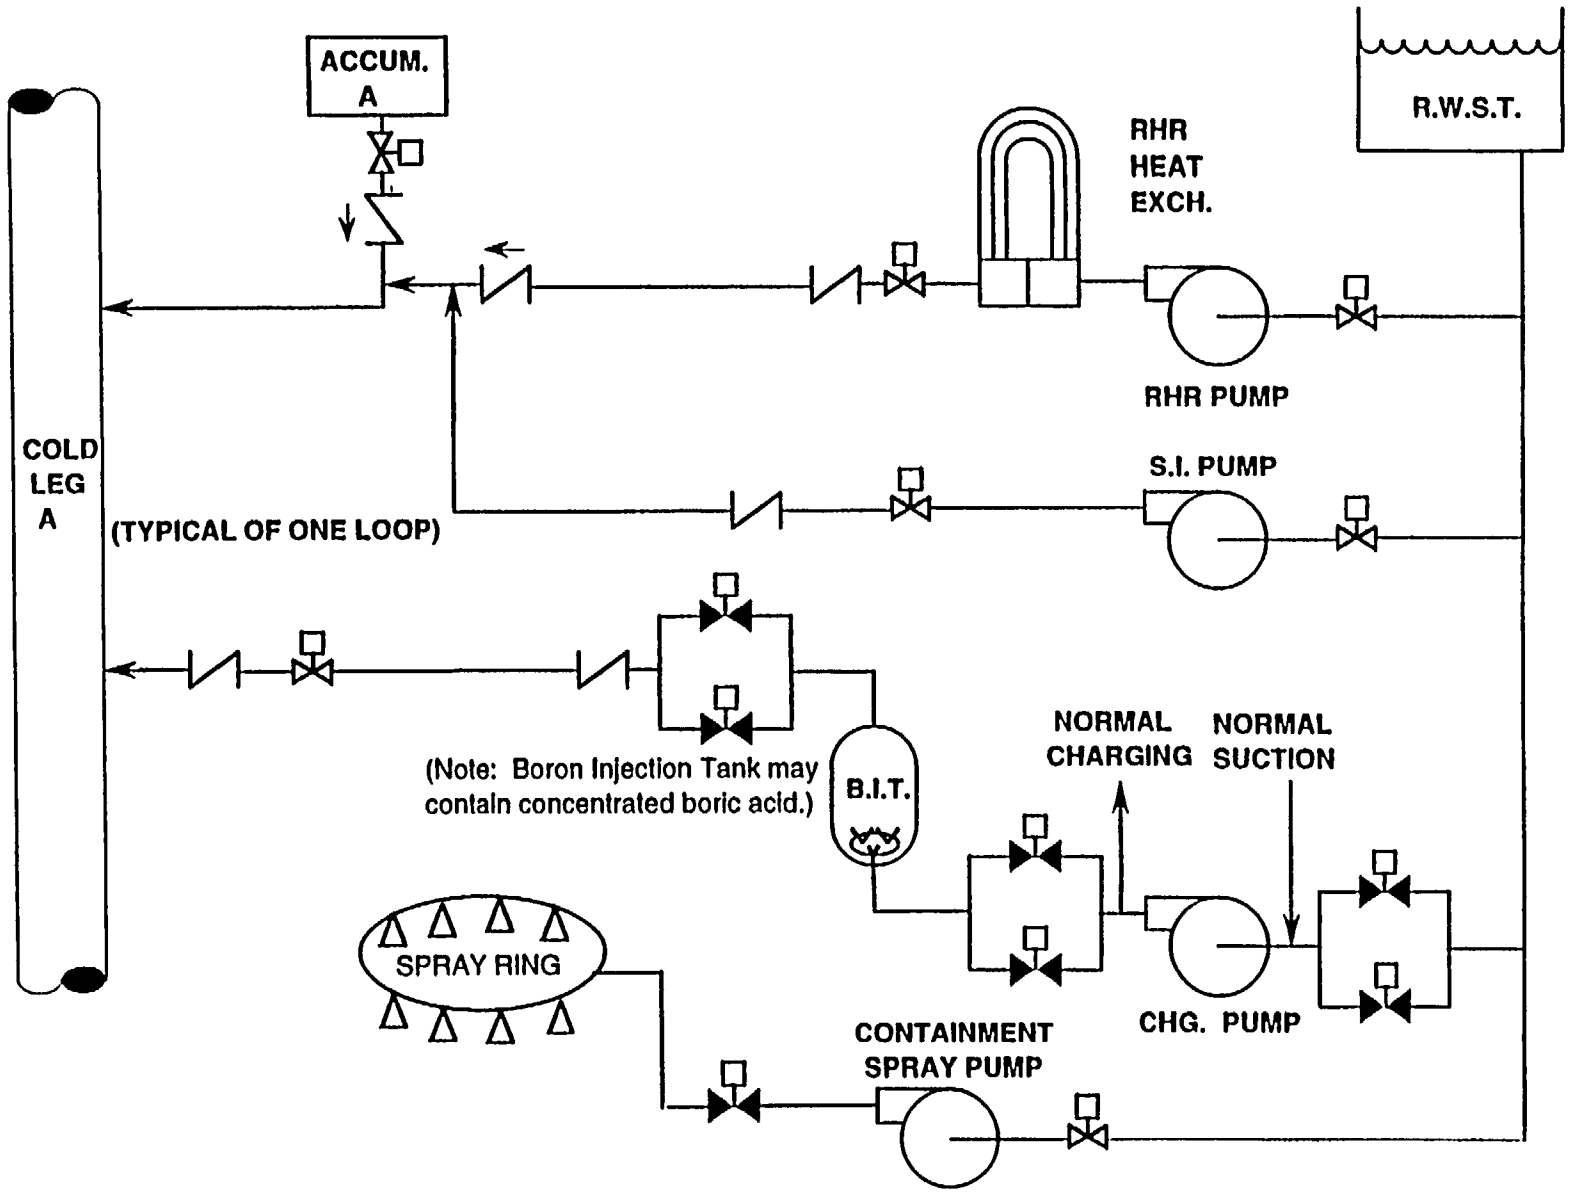 ACCUM.
A
R.W.S.T.
RHR
HEAT
EXCH.
RHR PUMP
COLD
LEG
A
(TYPICAL OF ONE LOOP)
S.I. PUMP
(Note: Boron Injection Tank may
contain concentrated boric acid.)
B.I.T.
NORMAL
CHARGING
NORMAL
SUCTION
CHG. PUMP
SPRAY RING
CONTAINMENT
SPRAY PUMP